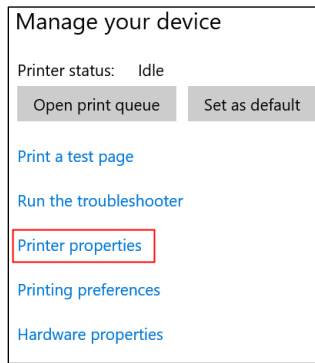 Manage your device
Printer status: Idle
Open print queue Set as default
Print a test page
Run the troubleshooter
Printer properties
Printing preferences
Hardware properties